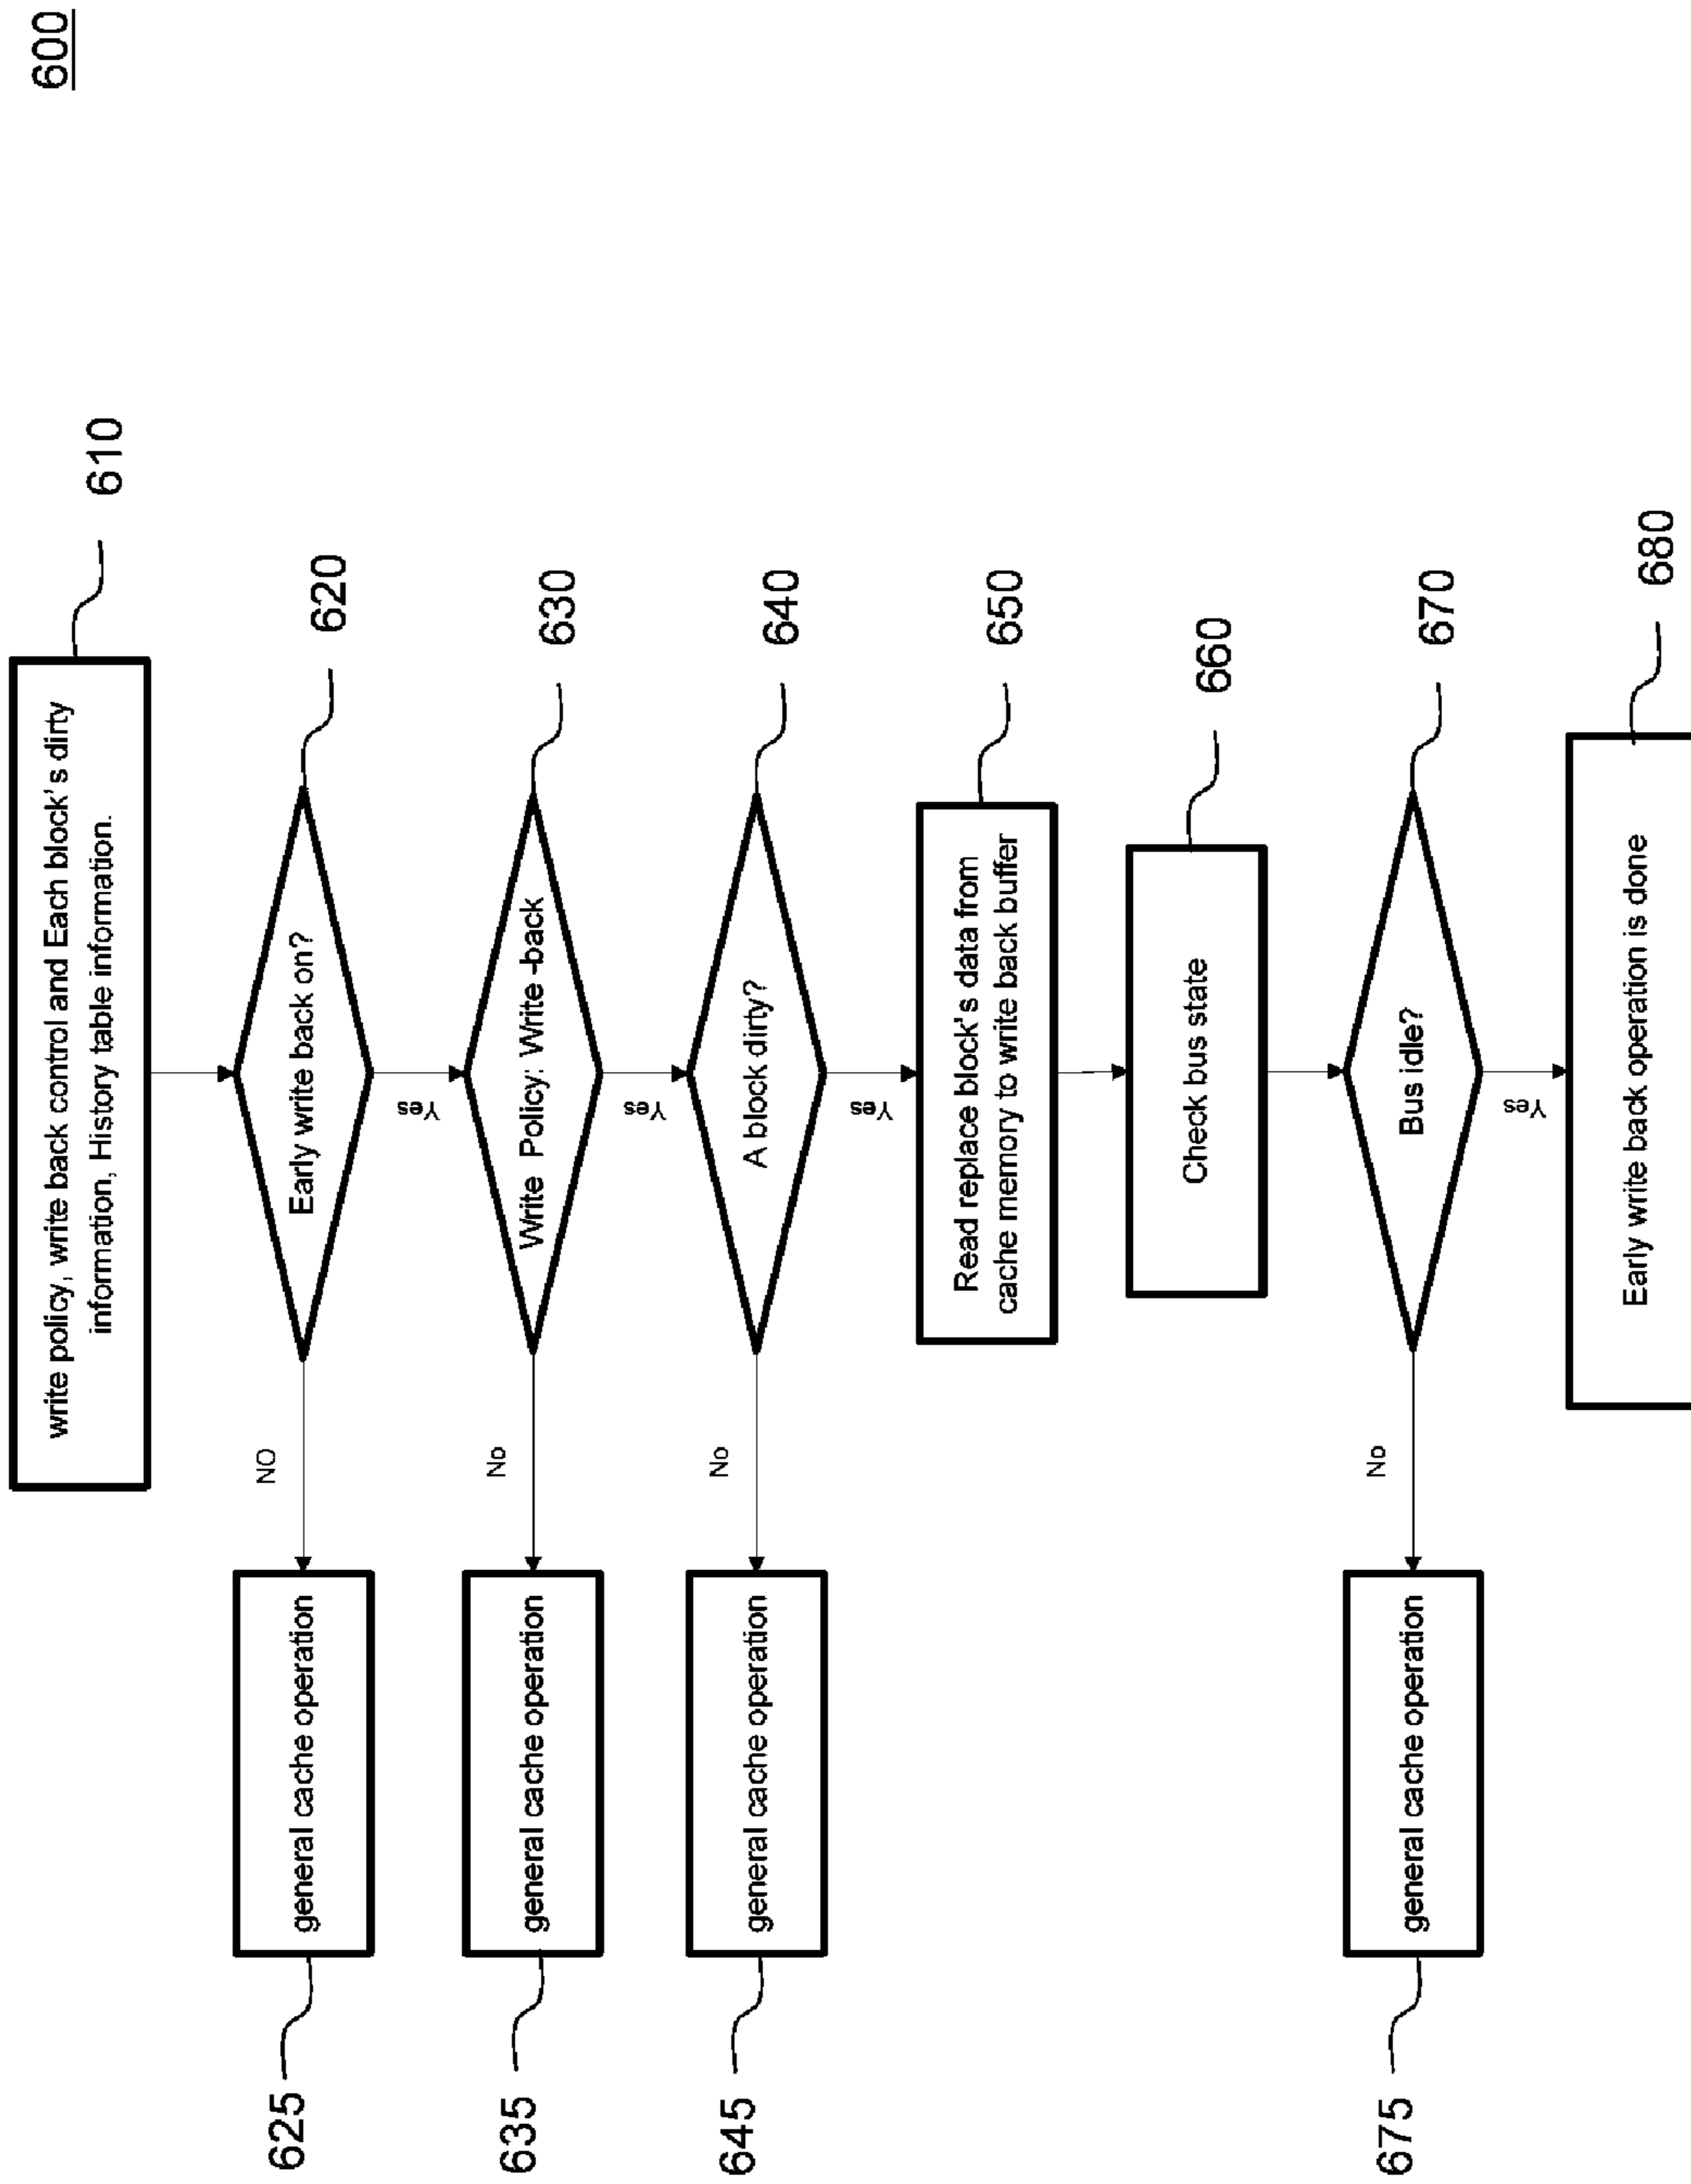 600
610
write policy, write back control and Each block's dirty
information, History table information.
620
Early write back on?
NO
Yes
general cache operation
625
630
Write Policy: Write -back
No
Yes
general cache operation
635
640
A block dirty?
No
Yes
general cache operation
645
650
Read replace block's data from
cache memory to write back buffer
660
Check bus state
670
Bus idle?
No
Yes
general cache operation
675
680
Early write back operation is done